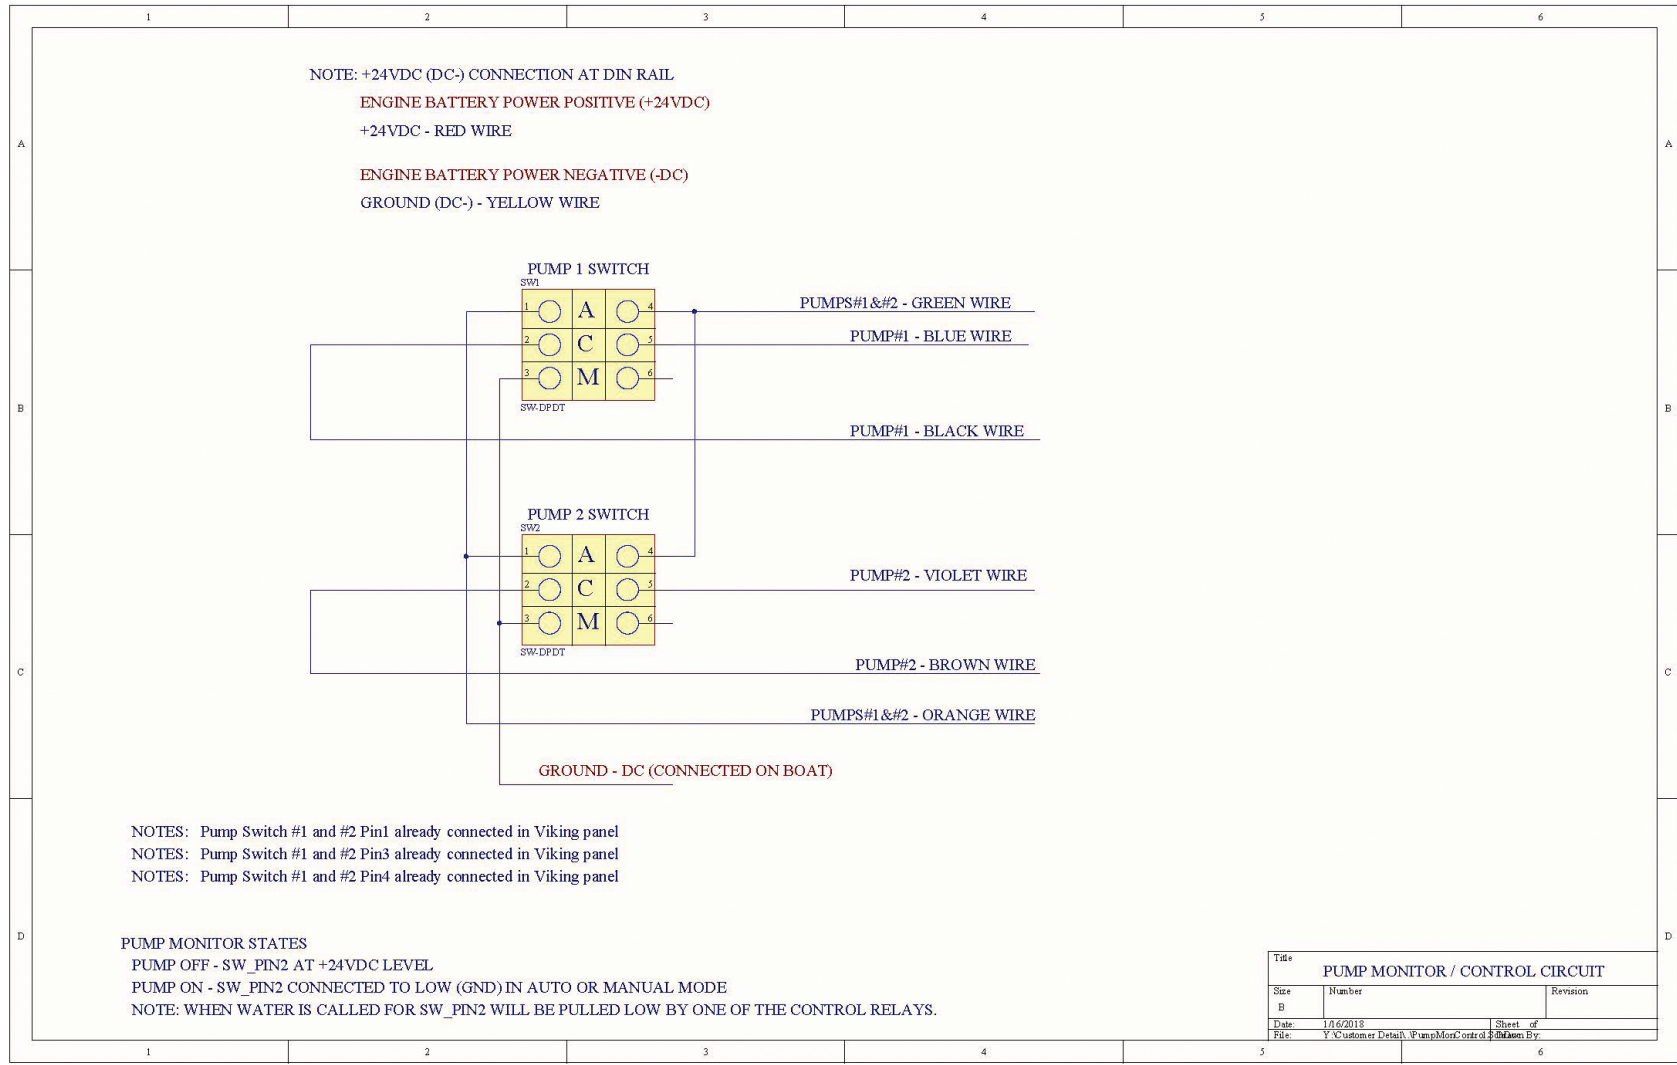 1 2 3 4 5 6
NOTE: +24VDC (DC-) CONNECTION AT DIN RAIL
ENGINE BATTERY POWER POSITIVE (+24VDC)
+24VDC - RED WIRE
A A
ENGINE BATTERY POWER NEGATIVE (-DC)
GROUND (DC-) - YELLOW WIRE
PUMP 1 SWITCH
SW1
1 A 4 PUMPS#1&#2 - GREEN WIRE
2 C 5 PUMP#1 - BLUE WIRE
3 M 6
SW-DPDT
B B
PUMP#1 - BLACK WIRE
PUMP 2 SWITCH
SW2
1 A 4
2 C 5 PUMP#2 - VIOLET WIRE
3 M 6
SW-DPDT
PUMP#2 - BROWN WIRE
C C
PUMPS#1&#2 - ORANGE WIRE
GROUND - DC (CONNECTED ON BOAT)
NOTES: Pump Switch #1 and #2 Pin1 already connected in Viking panel
NOTES: Pump Switch #1 and #2 Pin3 already connected in Viking panel
NOTES: Pump Switch #1 and #2 Pin4 already connected in Viking panel
D D
PUMP MONITOR STATES
PUMP OFF - SW_PIN2 AT +24VDC LEVEL
PUMP ON - SW_PIN2 CONNECTED TO LOW (GND) IN AUTO OR MANUAL MODE
NOTE: WHEN WATER IS CALLED FOR SW_PIN2 WILL BE PULLED LOW BY ONE OF THE CONTROL RELAYS.
Title
PUMP MONITOR / CONTROL CIRCUIT
Size Number Revision
B
Date: 1/16/2018 Sheet of
File: By:
1 2 3 4 5 6